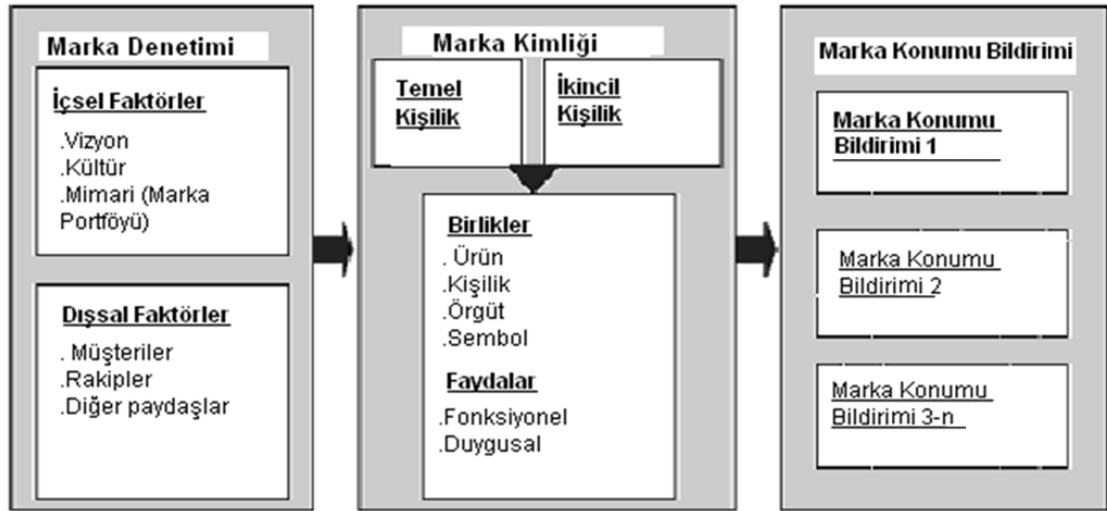 Marka Denetimi
İçsel Faktörler
.Vizyon
.Kültür
.Mimari (Marka
Portföyü)
Dışsal Faktörler
. Müşteriler
.Rakipler
.Diğer paydaşlar
Marka Kimliği
Temel
Kişilik
İkincil
Kişilik
Birlikler
. Ürün
.Kişilik
.Örgüt
.Sembol
Faydalar
.Fonksiyonel
.Duygusal
Marka Konumu Bildirimi
Marka Konumu
Bildirimi 1
Marka Konumu
Bildirimi 2
Marka Konumu
Bildirimi 3-n